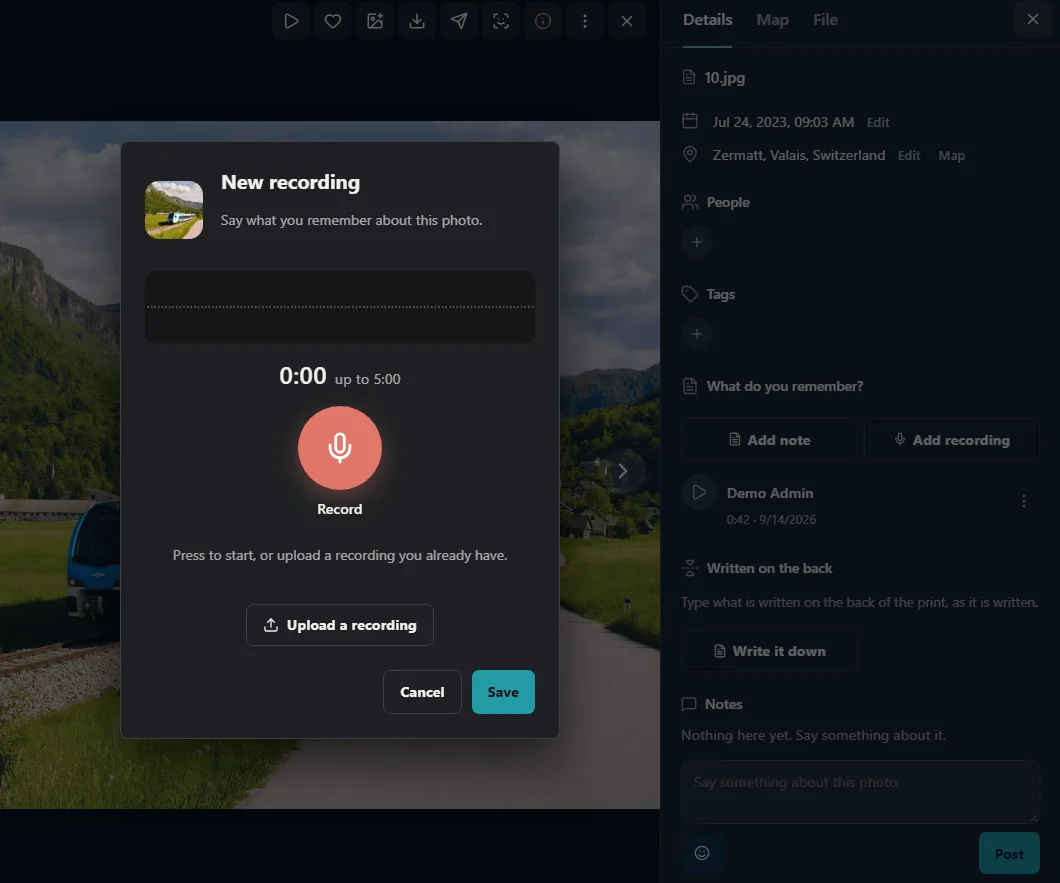 Details Map File
10.jpg
Jul 24, 2023, 09:03 AM Edit
Zermatt, Valais, Switzerland Edit Map
People
Tags
What do you remember?
Add note Add recording
Demo Admin
0:42 · 9/14/2026
Written on the back
Type what is written on the back of the print, as it is written.
Write it down
Notes
Nothing here yet. Say something about it.
Say something about this photo
Post
New recording
Say what you remember about this photo.
0:00 up to 5:00
Record
Press to start, or upload a recording you already have.
Upload a recording
Cancel Save